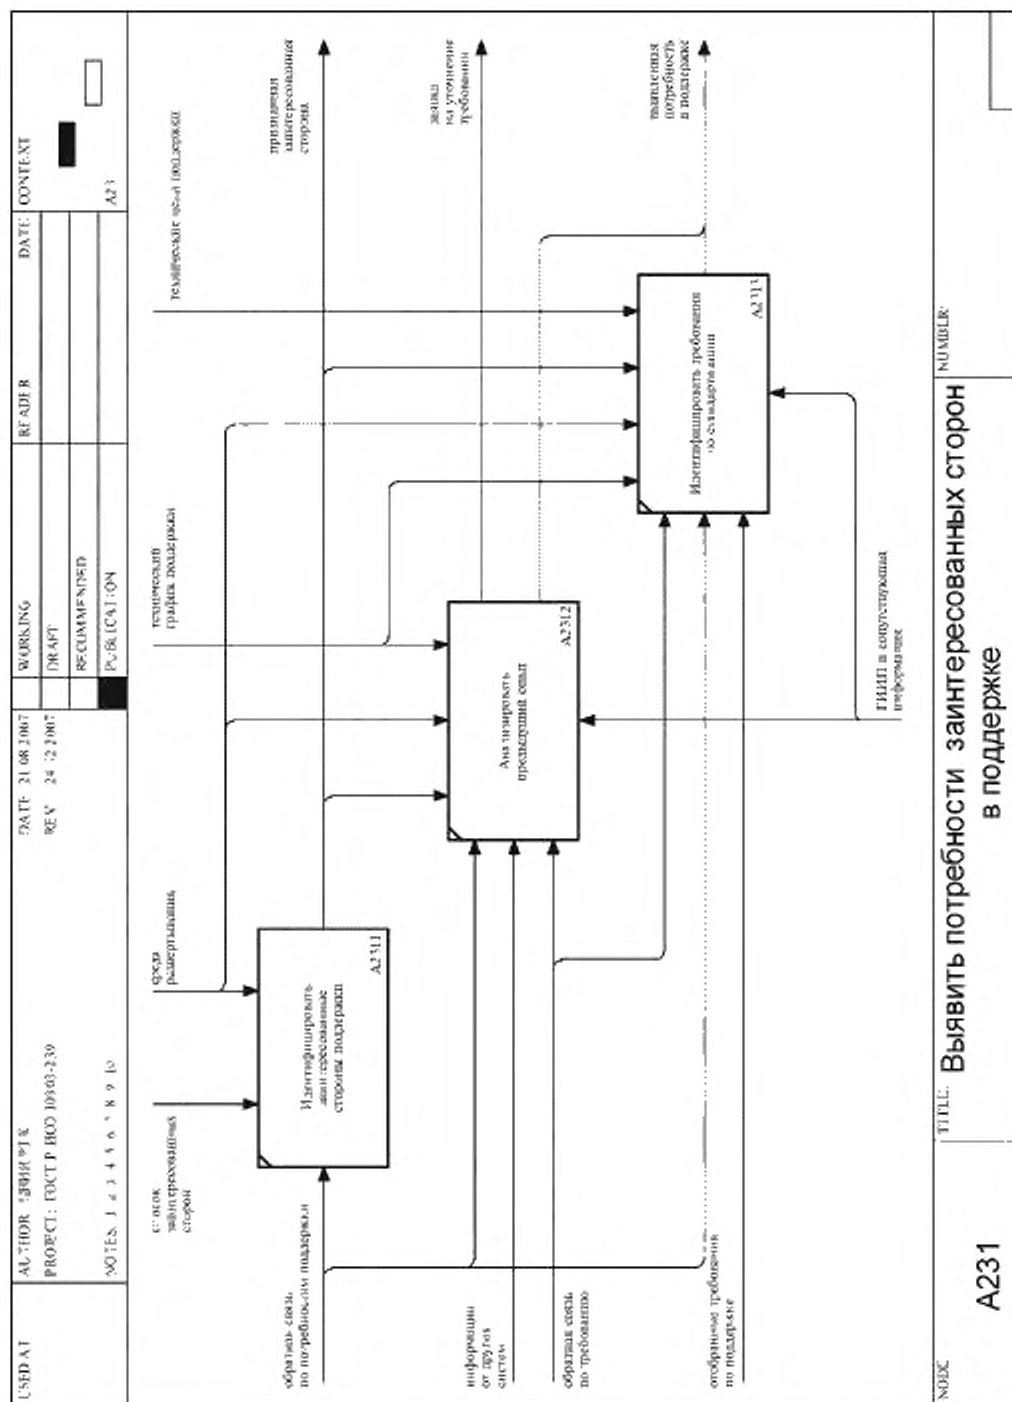 USED AT
AUTHOR
PROJECT: ГОСТ Р ИСО 10303-239
NOTES: 1 2 3 4 5 6 7 8 9 10
DATE: 21 08 2007
REV: 24 12 2007
WORKING
DRAFT
RECOMMENDED
PUBLICATION
READER
DATE:
CONTEXT
A23
список
заинтересованных
сторон
среда
развертывания
технический
график поддержки
технические цели поддержки
признанная
заинтересованная
сторона
заявка
на уточнение
требования
выявленная
потребность
в поддержке
Идентифицировать
заинтересованные
стороны поддержки
A2311
Анализировать
предыдущий опыт
A2312
Идентифицировать требования
A2313
обратная связь
по потребностям поддержки
информация
от других
систем
обратная связь
по требованию
отобранные требования
по поддержке
и сопутствующая
информация
NODE
A231
TITLE:
Выявить потребности заинтересованных сторон
в поддержке
NUMBER: